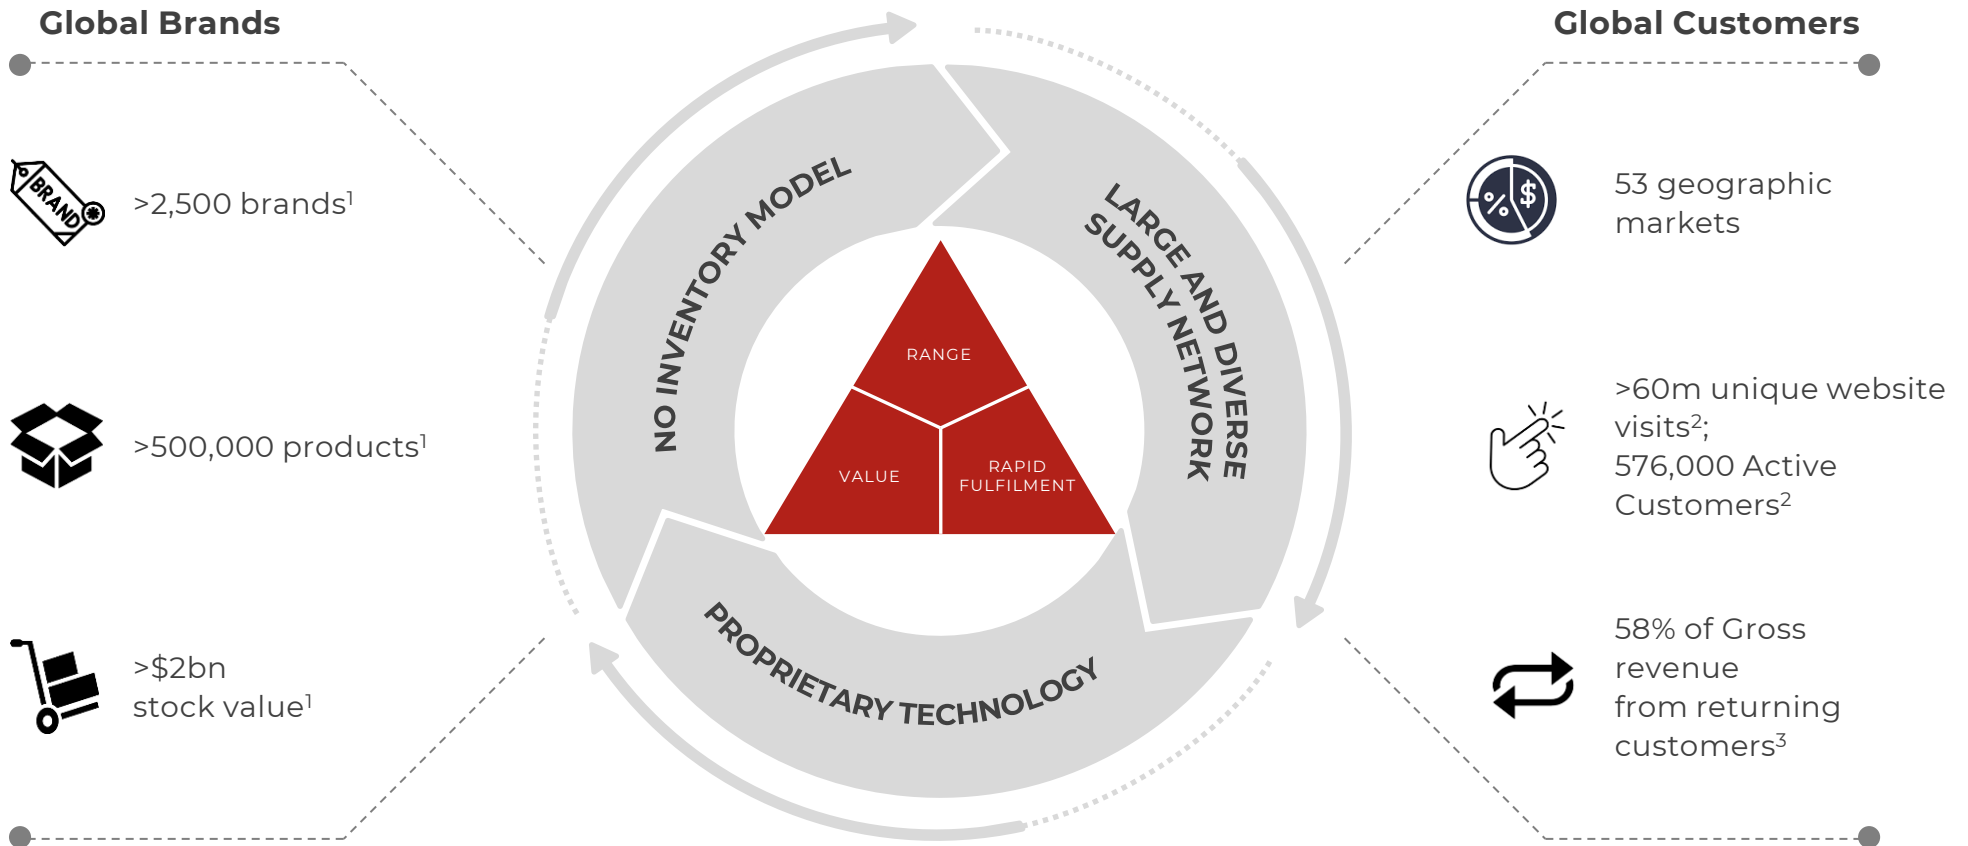 Global Brands
BRAND
>2,500 brands¹
>500,000 products¹
>$2bn
stock value¹
NO INVENTORY MODEL
LARGE AND DIVERSE
SUPPLY NETWORK
PROPRIETARY TECHNOLOGY
RANGE
VALUE
RAPID
FULFILMENT
Global Customers
% $
53 geographic
markets
>60m unique website
visits²;
576,000 Active
Customers²
58% of Gross
revenue
from returning
customers³